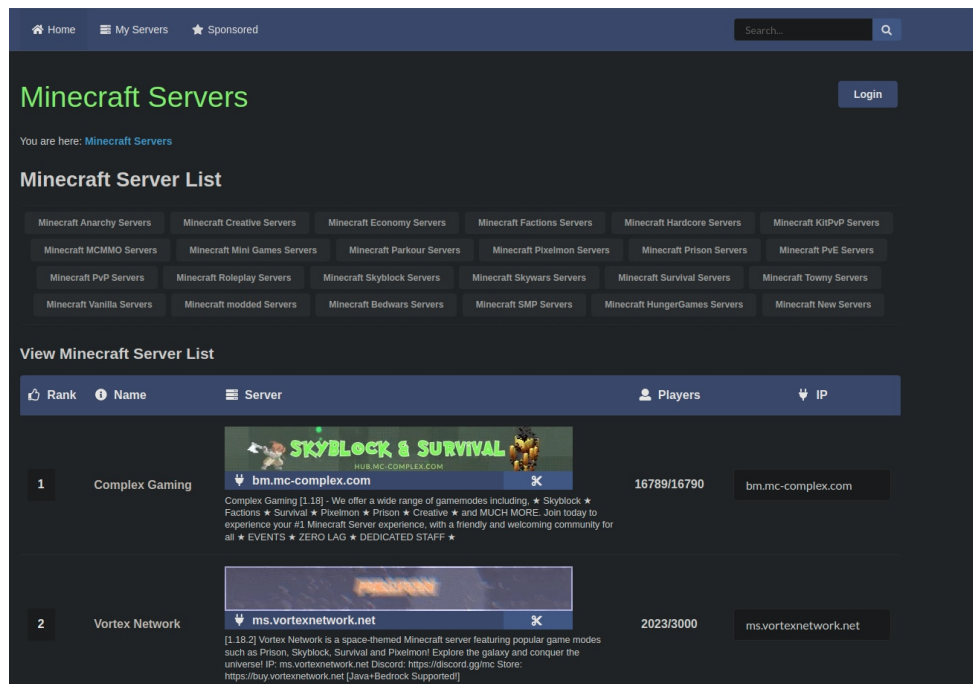 Home My Servers Sponsored Search...
Minecraft Servers Login
You are here: Minecraft Servers
Minecraft Server List
Minecraft Anarchy Servers Minecraft Creative Servers Minecraft Economy Servers Minecraft Factions Servers Minecraft Hardcore Servers Minecraft KitPvP Servers
Minecraft MCMMO Servers Minecraft Mini Games Servers Minecraft Parkour Servers Minecraft Pixelmon Servers Minecraft Prison Servers Minecraft PvE Servers
Minecraft PvP Servers Minecraft Roleplay Servers Minecraft Skyblock Servers Minecraft Skywars Servers Minecraft Survival Servers Minecraft Towny Servers
Minecraft Vanilla Servers Minecraft modded Servers Minecraft Bedwars Servers Minecraft SMP Servers Minecraft HungerGames Servers Minecraft New Servers
View Minecraft Server List
Rank Name Server Players IP
SKYBLOCK & SURVIVAL
HUB.MC-COMPLEX.COM
1 Complex Gaming bm.mc-complex.com 16789/16790 bm.mc-complex.com
Complex Gaming [1.18] - We offer a wide range of gamemodes including, ★ Skyblock ★
Factions ★ Survival ★ Pixelmon ★ Prison ★ Creative ★ and MUCH MORE. Join today to
experience your #1 Minecraft Server experience, with a friendly and welcoming community for
all ★ EVENTS ★ ZERO LAG ★ DEDICATED STAFF ★
2 Vortex Network ms.vortexnetwork.net 2023/3000 ms.vortexnetwork.net
[1.18.2] Vortex Network is a space-themed Minecraft server featuring popular game modes
such as Prison, Skyblock, Survival and Pixelmon! Explore the galaxy and conquer the
universe! IP: ms.vortexnetwork.net Discord: https://discord.gg/mc Store:
https://buy.vortexnetwork.net [Java+Bedrock Supported!]